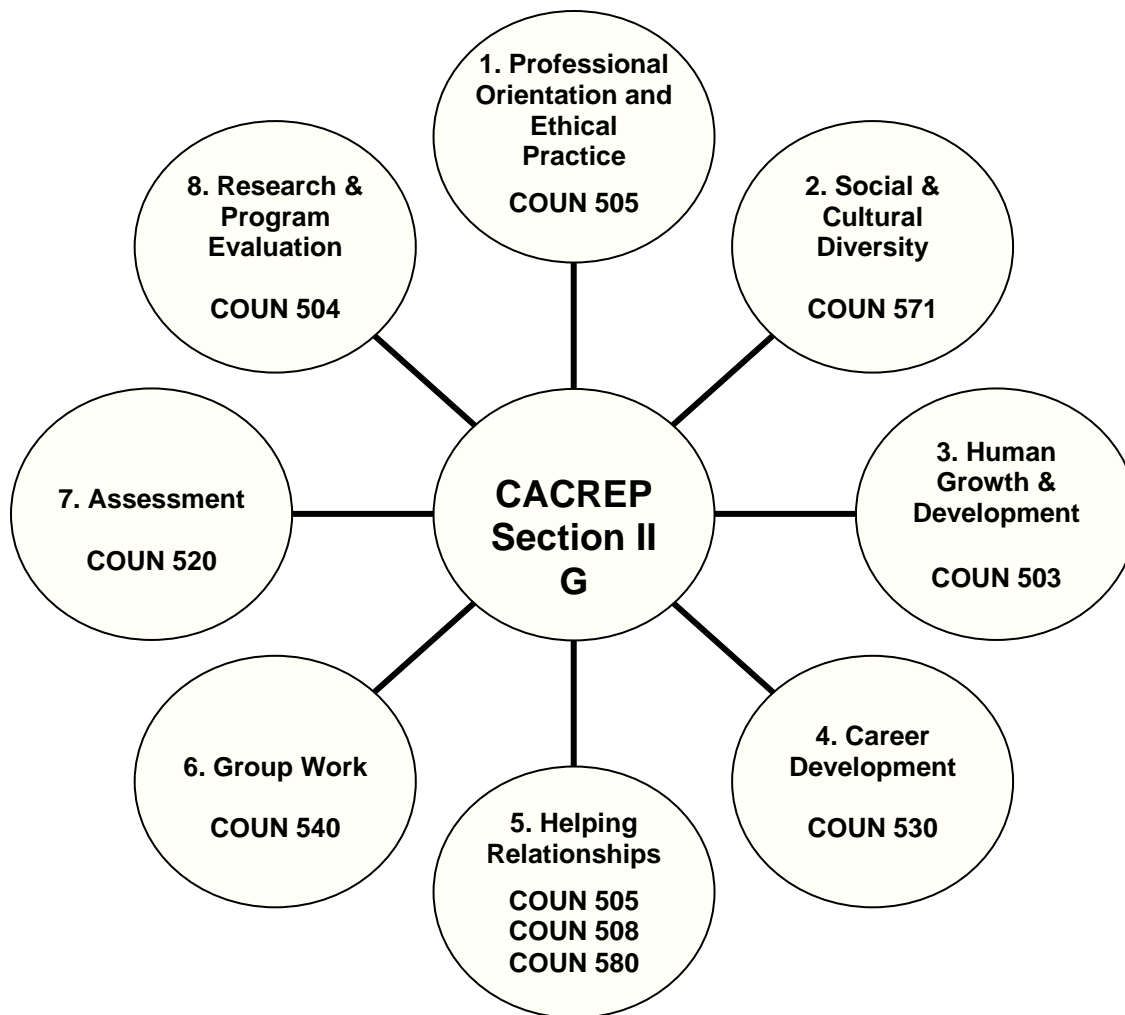 1. Professional
Orientation and
Ethical
Practice
COUN 505
2. Social &
Cultural
Diversity
COUN 571
3. Human
Growth &
Development
COUN 503
4. Career
Development
COUN 530
5. Helping
Relationships
COUN 505
COUN 508
COUN 580
6. Group Work
COUN 540
7. Assessment
COUN 520
8. Research &
Program
Evaluation
COUN 504
CACREP
Section II
G